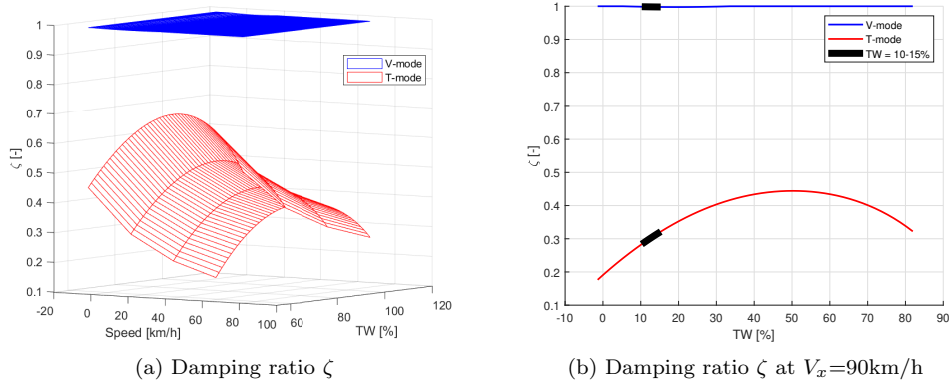 1
0.9
0.8
0.7
0.6
0.5
0.4
0.3
0.2
0.1
ζ [-]
V-mode
T-mode
-20
0
20
40
60
80
100
Speed [km/h]
60
80
100
120
TW [%]
(a) Damping ratio ζ
1
0.9
0.8
0.7
0.6
0.5
0.4
0.3
0.2
0.1
ζ [-]
V-mode
T-mode
TW = 10-15%
-10 0 10 20 30 40 50 60 70 80 90
TW [%]
(b) Damping ratio ζ at Vₓ=90km/h